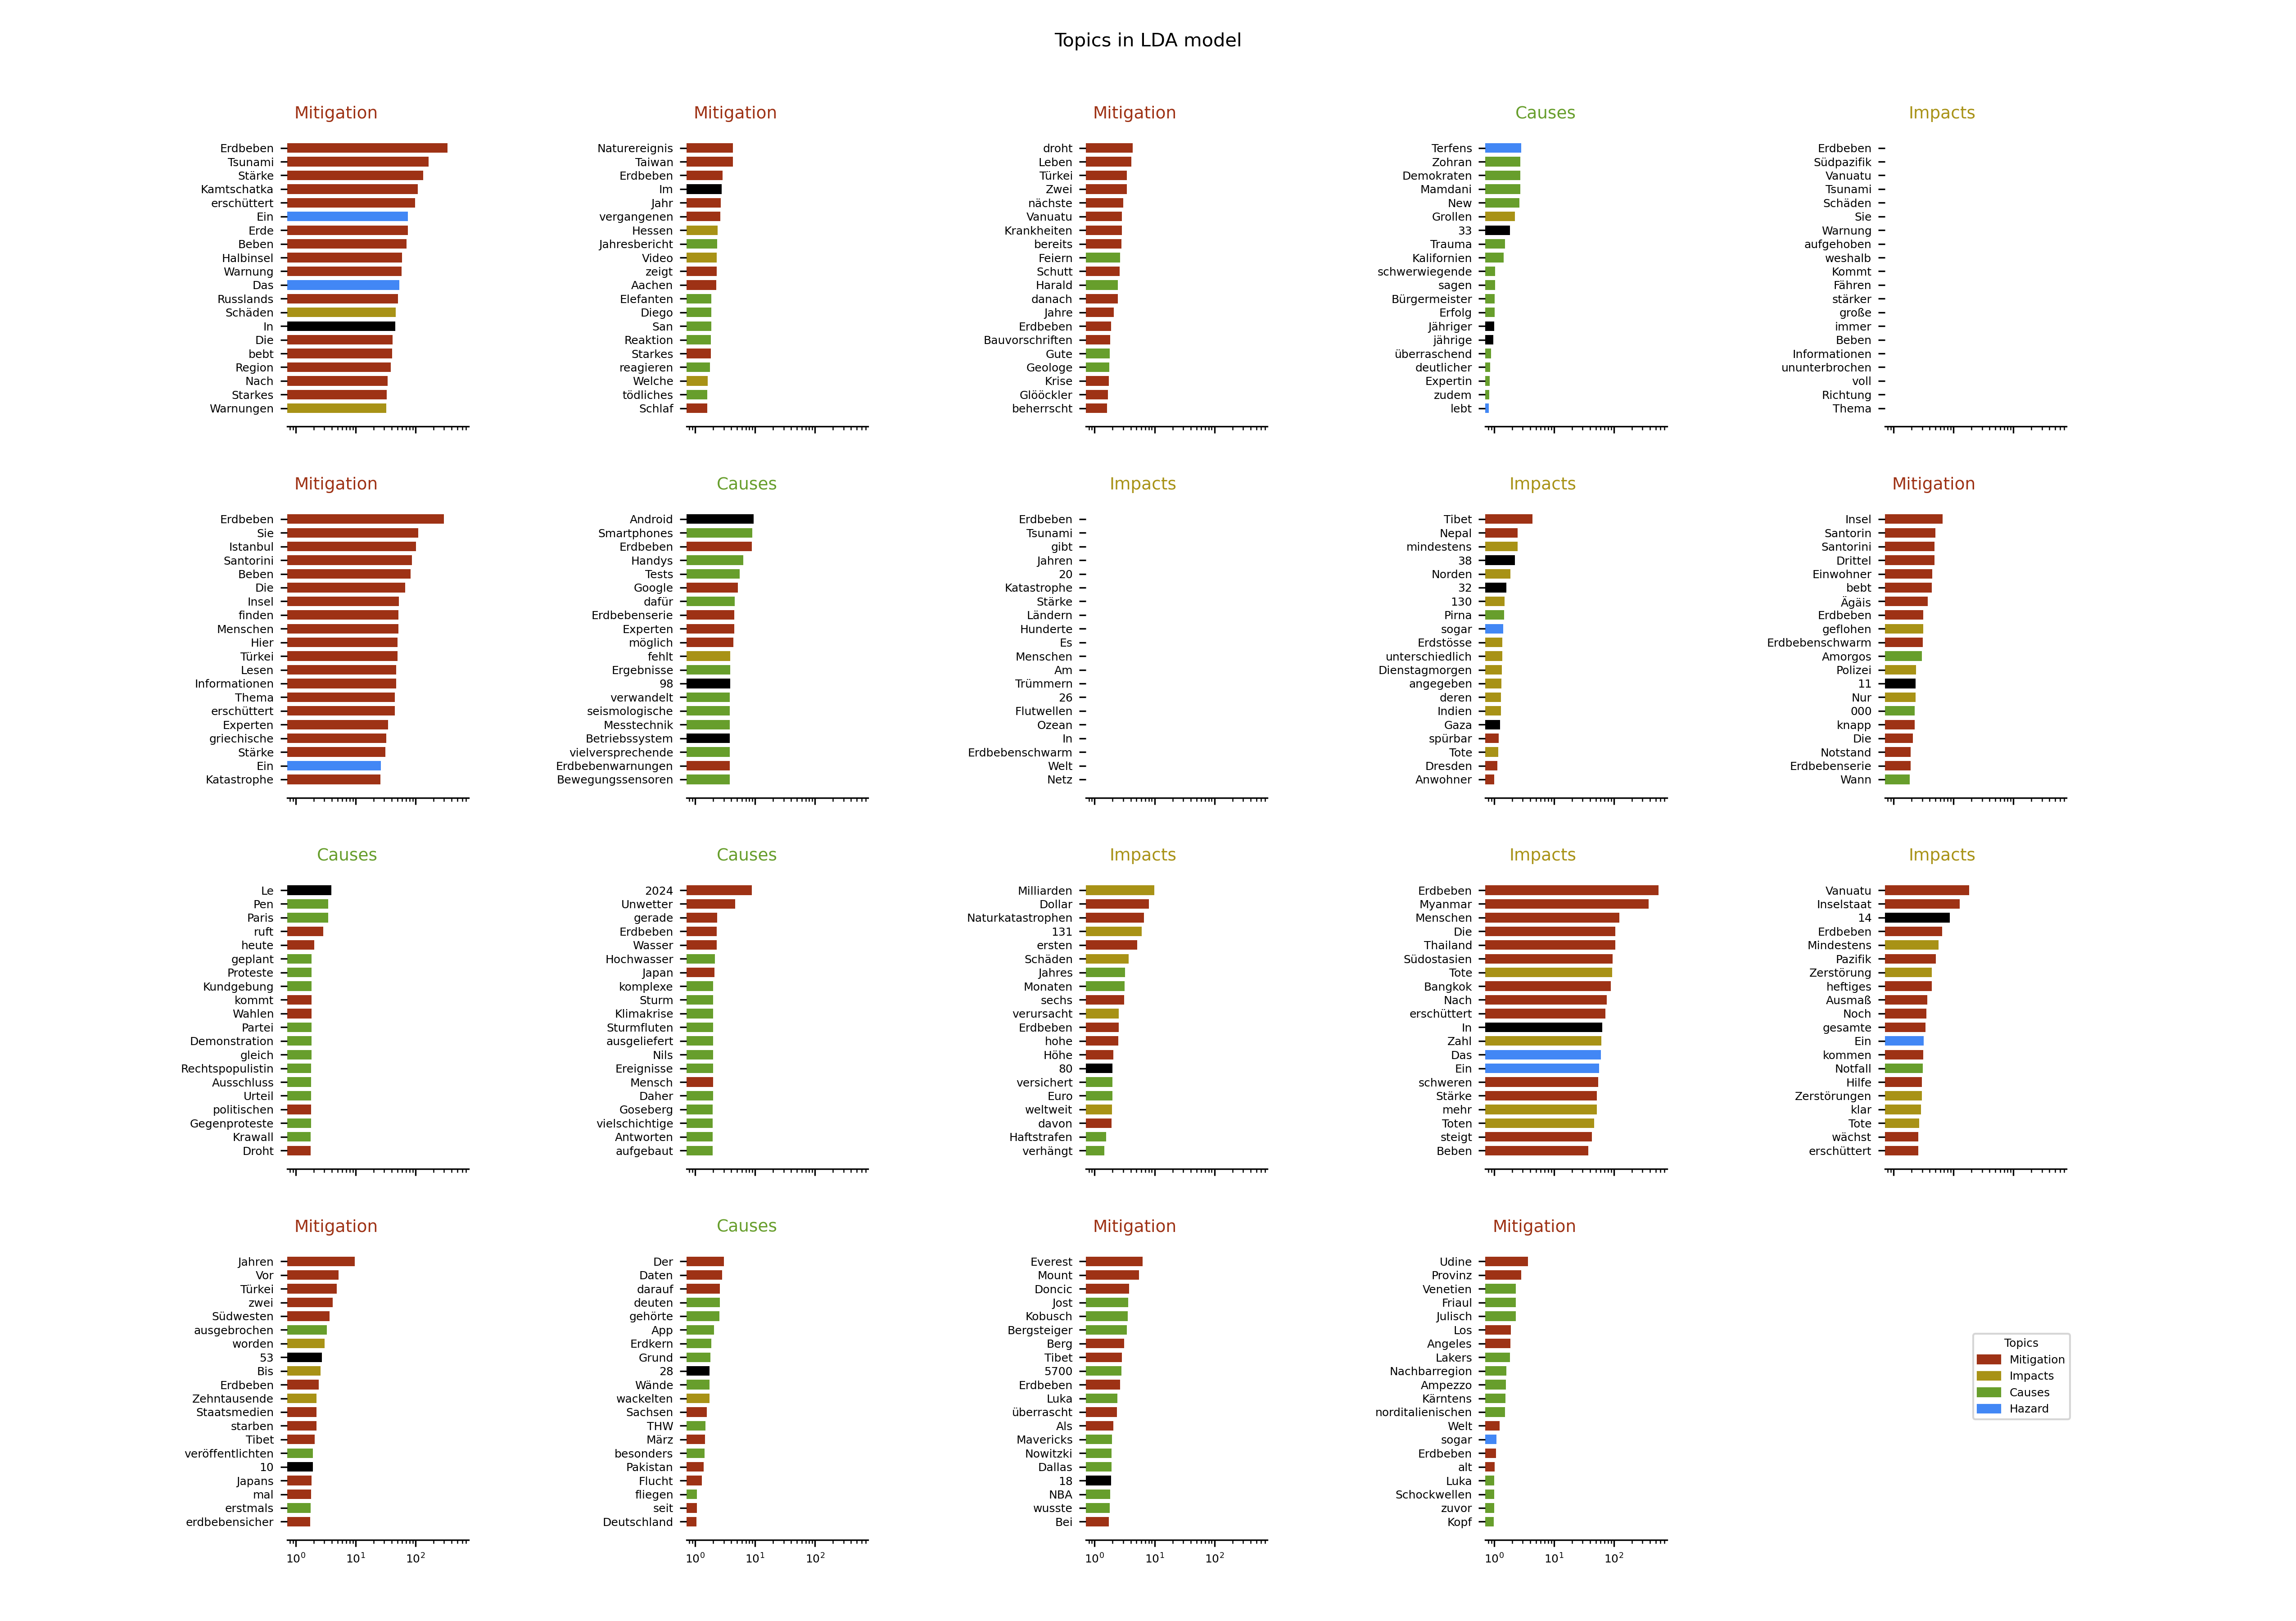 Topics in LDA model
Mitigation
Erdbeben
Tsunami
Stärke
Kamtschatka
erschüttert
Ein
Erde
Beben
Halbinsel
Warnung
Das
Russlands
Schäden
In
Die
bebt
Region
Nach
Starkes
Warnungen
Mitigation
Naturereignis
Taiwan
Erdbeben
Im
Jahr
vergangenen
Hessen
Jahresbericht
Video
zeigt
Aachen
Elefanten
Diego
San
Reaktion
Starkes
reagieren
Welche
tödliches
Schlaf
Mitigation
droht
Leben
Türkei
Zwei
nächste
Vanuatu
Krankheiten
bereits
Feiern
Schutt
Harald
danach
Jahre
Erdbeben
Bauvorschriften
Gute
Geologe
Krise
Glööckler
beherrscht
Causes
Terfens
Zohran
Demokraten
Mamdani
New
Grollen
33
Trauma
Kalifornien
schwerwiegende
sagen
Bürgermeister
Erfolg
Jähriger
jährige
überraschend
deutlicher
Expertin
zudem
lebt
Impacts
Erdbeben
Südpazifik
Vanuatu
Tsunami
Schäden
Sie
Warnung
aufgehoben
weshalb
Kommt
Fähren
stärker
große
immer
Beben
Informationen
ununterbrochen
voll
Richtung
Thema
Mitigation
Erdbeben
Sie
Istanbul
Santorini
Beben
Die
Insel
finden
Menschen
Hier
Türkei
Lesen
Informationen
Thema
erschüttert
Experten
griechische
Stärke
Ein
Katastrophe
Causes
Android
Smartphones
Erdbeben
Handys
Tests
Google
dafür
Erdbebenserie
Experten
möglich
fehlt
Ergebnisse
98
verwandelt
seismologische
Messtechnik
Betriebssystem
vielversprechende
Erdbebenwarnungen
Bewegungssensoren
Impacts
Erdbeben
Tsunami
gibt
Jahren
20
Katastrophe
Stärke
Ländern
Hunderte
Es
Menschen
Am
Trümmern
26
Flutwellen
Ozean
In
Erdbebenschwarm
Welt
Netz
Impacts
Tibet
Nepal
mindestens
38
Norden
32
130
Pirna
sogar
Erdstösse
unterschiedlich
Dienstagmorgen
angegeben
deren
Indien
Gaza
spürbar
Tote
Dresden
Anwohner
Mitigation
Insel
Santorin
Santorini
Drittel
Einwohner
bebt
Ägäis
Erdbeben
geflohen
Erdbebenschwarm
Amorgos
Polizei
11
Nur
000
knapp
Die
Notstand
Erdbebenserie
Wann
Causes
Le
Pen
Paris
ruft
heute
geplant
Proteste
Kundgebung
kommt
Wahlen
Partei
Demonstration
gleich
Rechtspopulistin
Ausschluss
Urteil
politischen
Gegenproteste
Krawall
Droht
Causes
2024
Unwetter
gerade
Erdbeben
Wasser
Hochwasser
Japan
komplexe
Sturm
Klimakrise
Sturmfluten
ausgeliefert
Nils
Ereignisse
Mensch
Daher
Goseberg
vielschichtige
Antworten
aufgebaut
Impacts
Milliarden
Dollar
Naturkatastrophen
131
ersten
Schäden
Jahres
Monaten
sechs
verursacht
Erdbeben
hohe
Höhe
80
versichert
Euro
weltweit
davon
Haftstrafen
verhängt
Impacts
Erdbeben
Myanmar
Menschen
Die
Thailand
Südostasien
Tote
Bangkok
Nach
erschüttert
In
Zahl
Das
Ein
schweren
Stärke
mehr
Toten
steigt
Beben
Impacts
Vanuatu
Inselstaat
14
Erdbeben
Mindestens
Pazifik
Zerstörung
heftiges
Ausmaß
Noch
gesamte
Ein
kommen
Notfall
Hilfe
Zerstörungen
klar
Tote
wächst
erschüttert
Mitigation
Jahren
Vor
Türkei
zwei
Südwesten
ausgebrochen
worden
53
Bis
Erdbeben
Zehntausende
Staatsmedien
starben
Tibet
veröffentlichten
10
Japans
mal
erstmals
erdbebensicher
10⁰ 10¹ 10²
Causes
Der
Daten
darauf
deuten
gehörte
App
Erdkern
Grund
28
Wände
wackelten
Sachsen
THW
März
besonders
Pakistan
Flucht
fliegen
seit
Deutschland
10⁰ 10¹ 10²
Mitigation
Everest
Mount
Doncic
Jost
Kobusch
Bergsteiger
Berg
Tibet
5700
Erdbeben
Luka
überrascht
Als
Mavericks
Nowitzki
Dallas
18
NBA
wusste
Bei
10⁰ 10¹ 10²
Mitigation
Udine
Provinz
Venetien
Friaul
Julisch
Los
Angeles
Lakers
Nachbarregion
Ampezzo
Kärntens
norditalienischen
Welt
sogar
Erdbeben
alt
Luka
Schockwellen
zuvor
Kopf
10⁰ 10¹ 10²
Topics
Mitigation
Impacts
Causes
Hazard